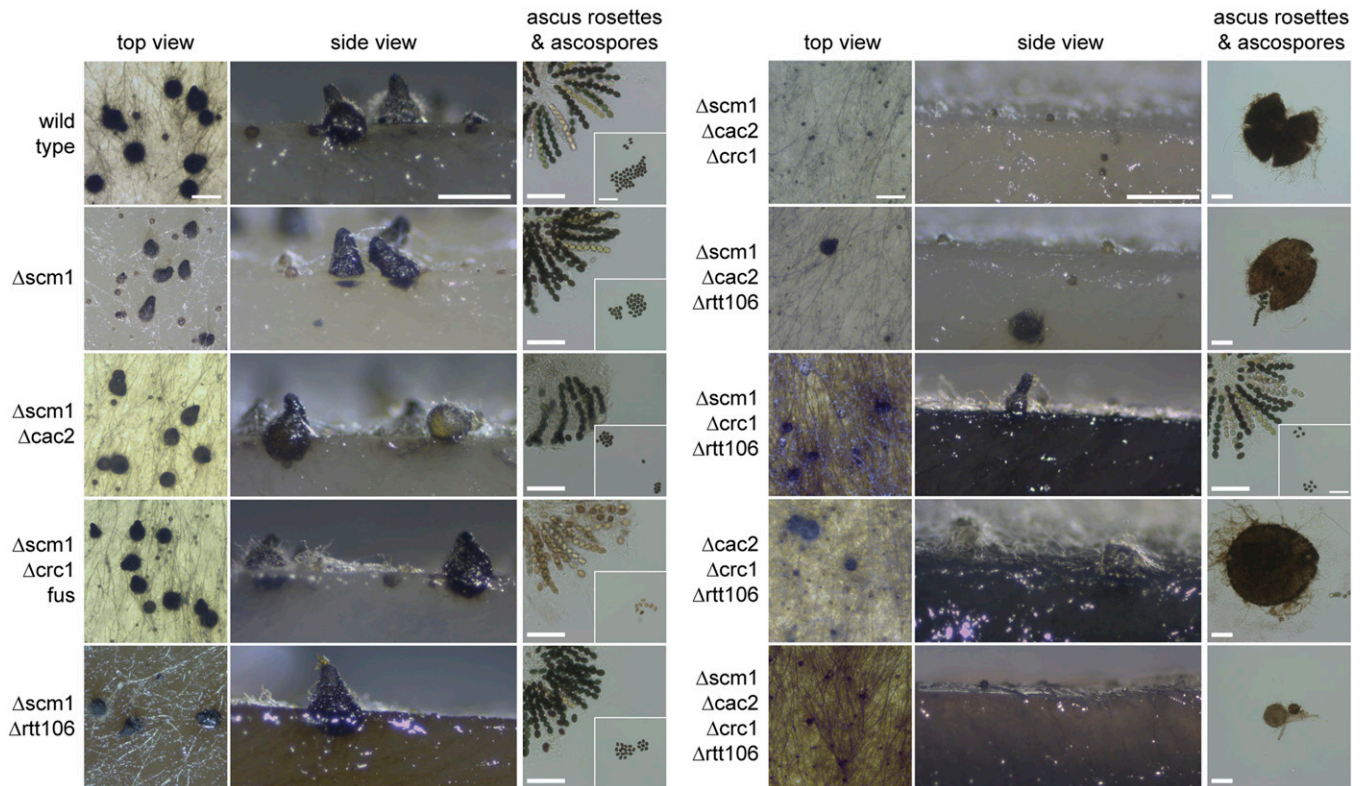 top view
side view
ascus rosettes
& ascospores
wild
type
Δscm1
Δscm1
Δcac2
Δscm1
Δcrc1
fus
Δscm1
Δrtt106
top view
side view
ascus rosettes
& ascospores
Δscm1
Δcac2
Δcrc1
Δscm1
Δcac2
Δrtt106
Δscm1
Δcrc1
Δrtt106
Δcac2
Δcrc1
Δrtt106
Δscm1
Δcac2
Δcrc1
Δrtt106